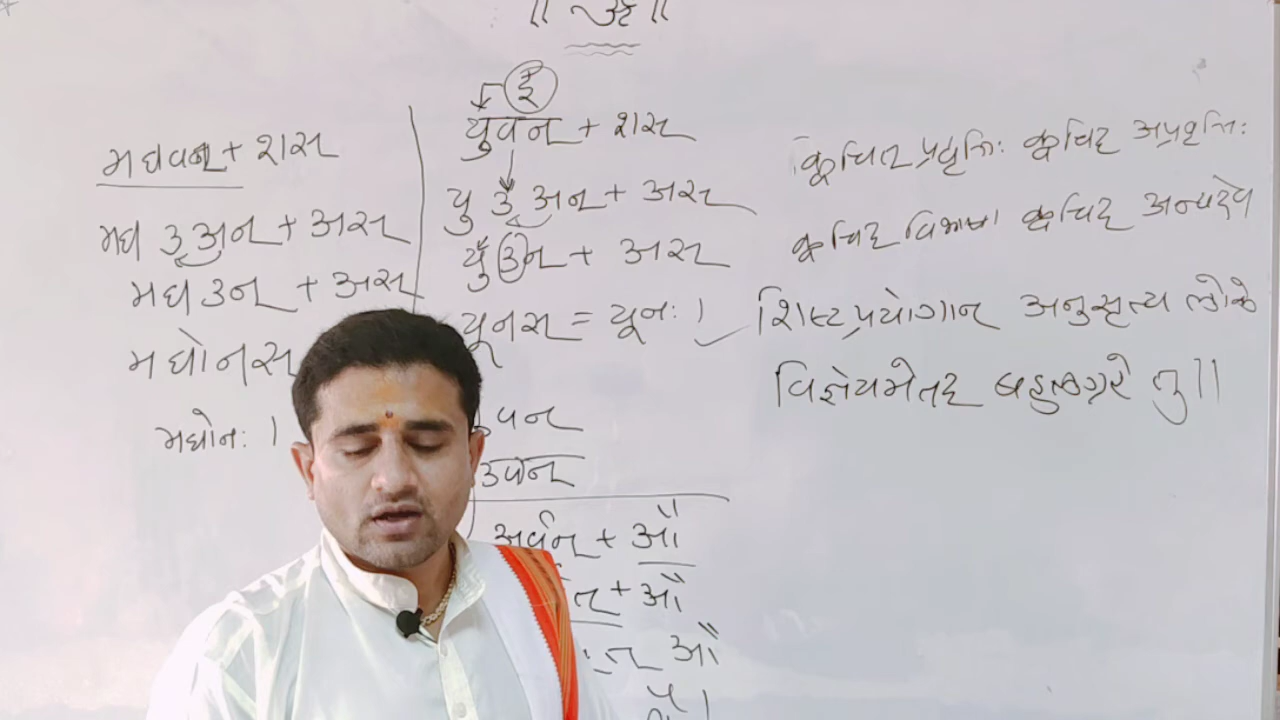 मघवन् + शस्
मघ उ अन् + अस्
मघ उन् + अस्
मघोनस्
मघोनः ।
युवन् + शस्
यु उ अन् + अस्
यु उन् + अस्
यूनस् = यूनः ।
अर्वन् + औ
त् + औ
त् औ
क्वचित् प्रवृत्तिः क्वचिद् अप्रवृत्तिः
क्वचिद् विभाषा क्वचिद् अन्यदेव
शिष्टप्रयोगान् अनुसृत्य लोके
विज्ञेयमेतद् बहुलग्रहे तु ॥